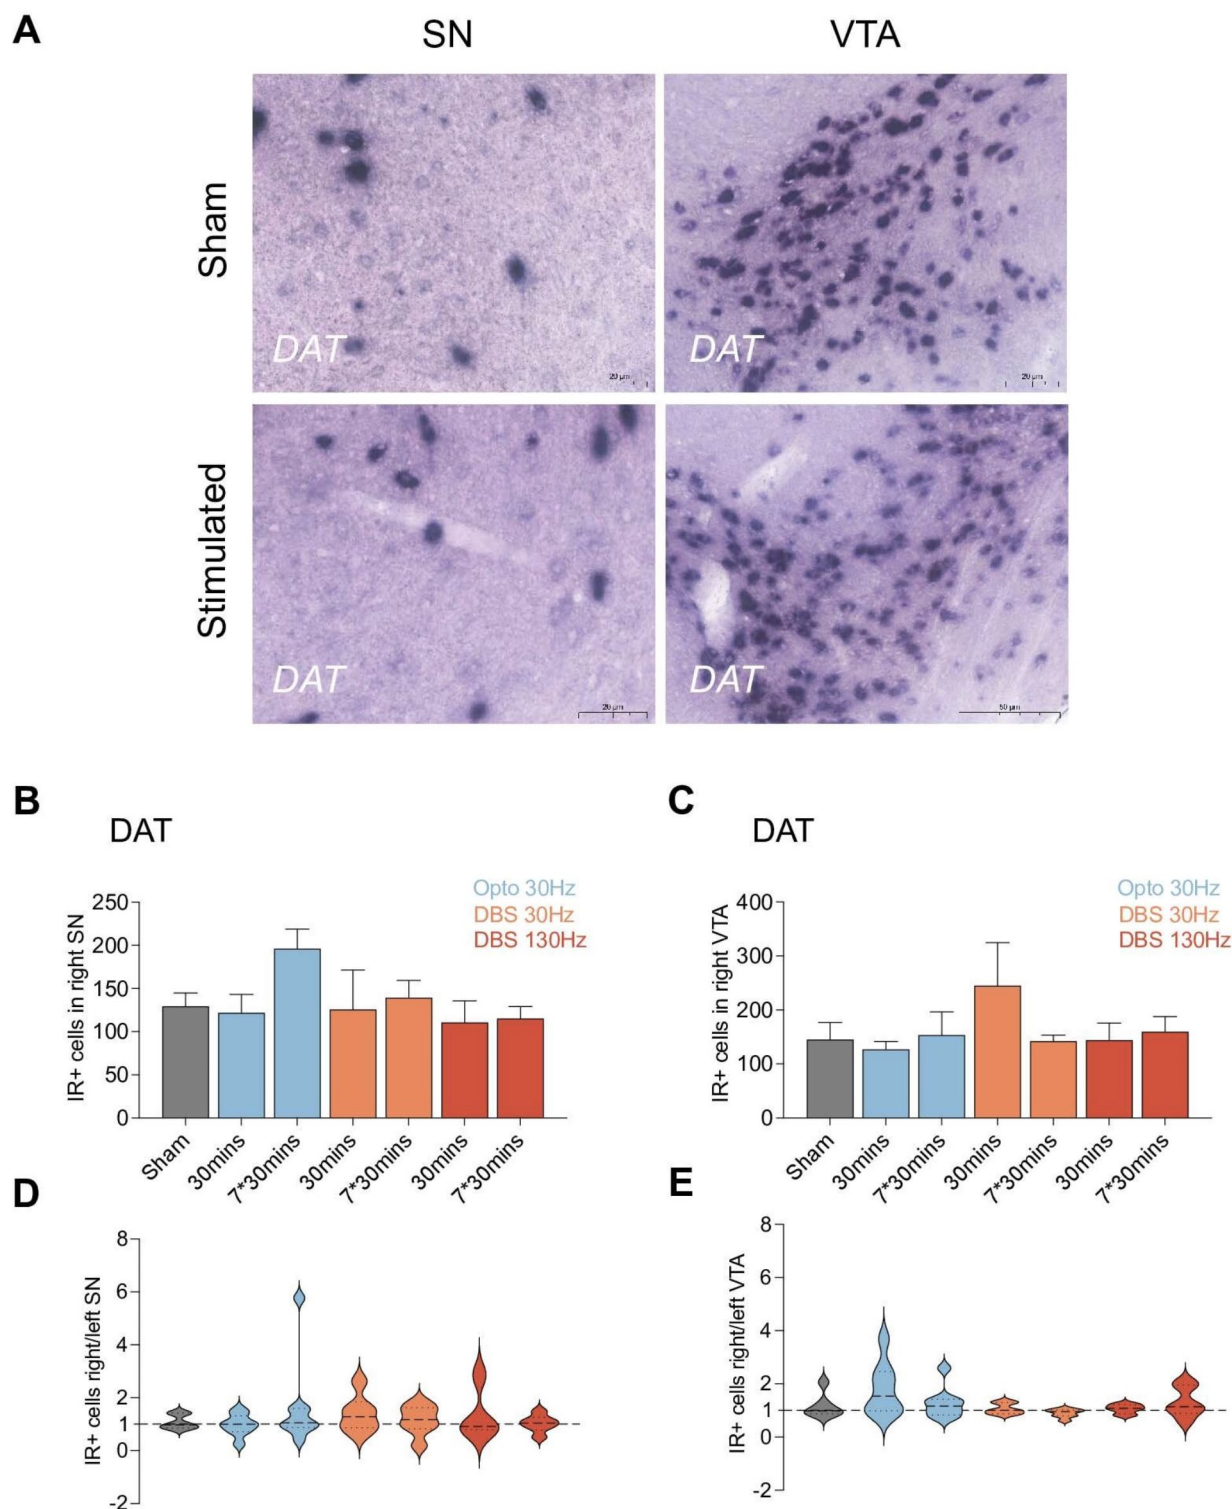 A
SN
VTA
Sham
DAT
20 µm
DAT
20 µm
Stimulated
DAT
20 µm
DAT
50 µm
B
DAT
Opto 30Hz
DBS 30Hz
DBS 130Hz
IR+ cells in right SN
250
200
150
100
50
0
Sham
30mins
7*30mins
30mins
7*30mins
30mins
7*30mins
C
DAT
Opto 30Hz
DBS 30Hz
DBS 130Hz
IR+ cells in right VTA
400
300
200
100
0
Sham
30mins
7*30mins
30mins
7*30mins
30mins
7*30mins
D
IR+ cells right/left SN
8
6
4
2
1
0
-2
E
IR+ cells right/left VTA
8
6
4
2
1
0
-2